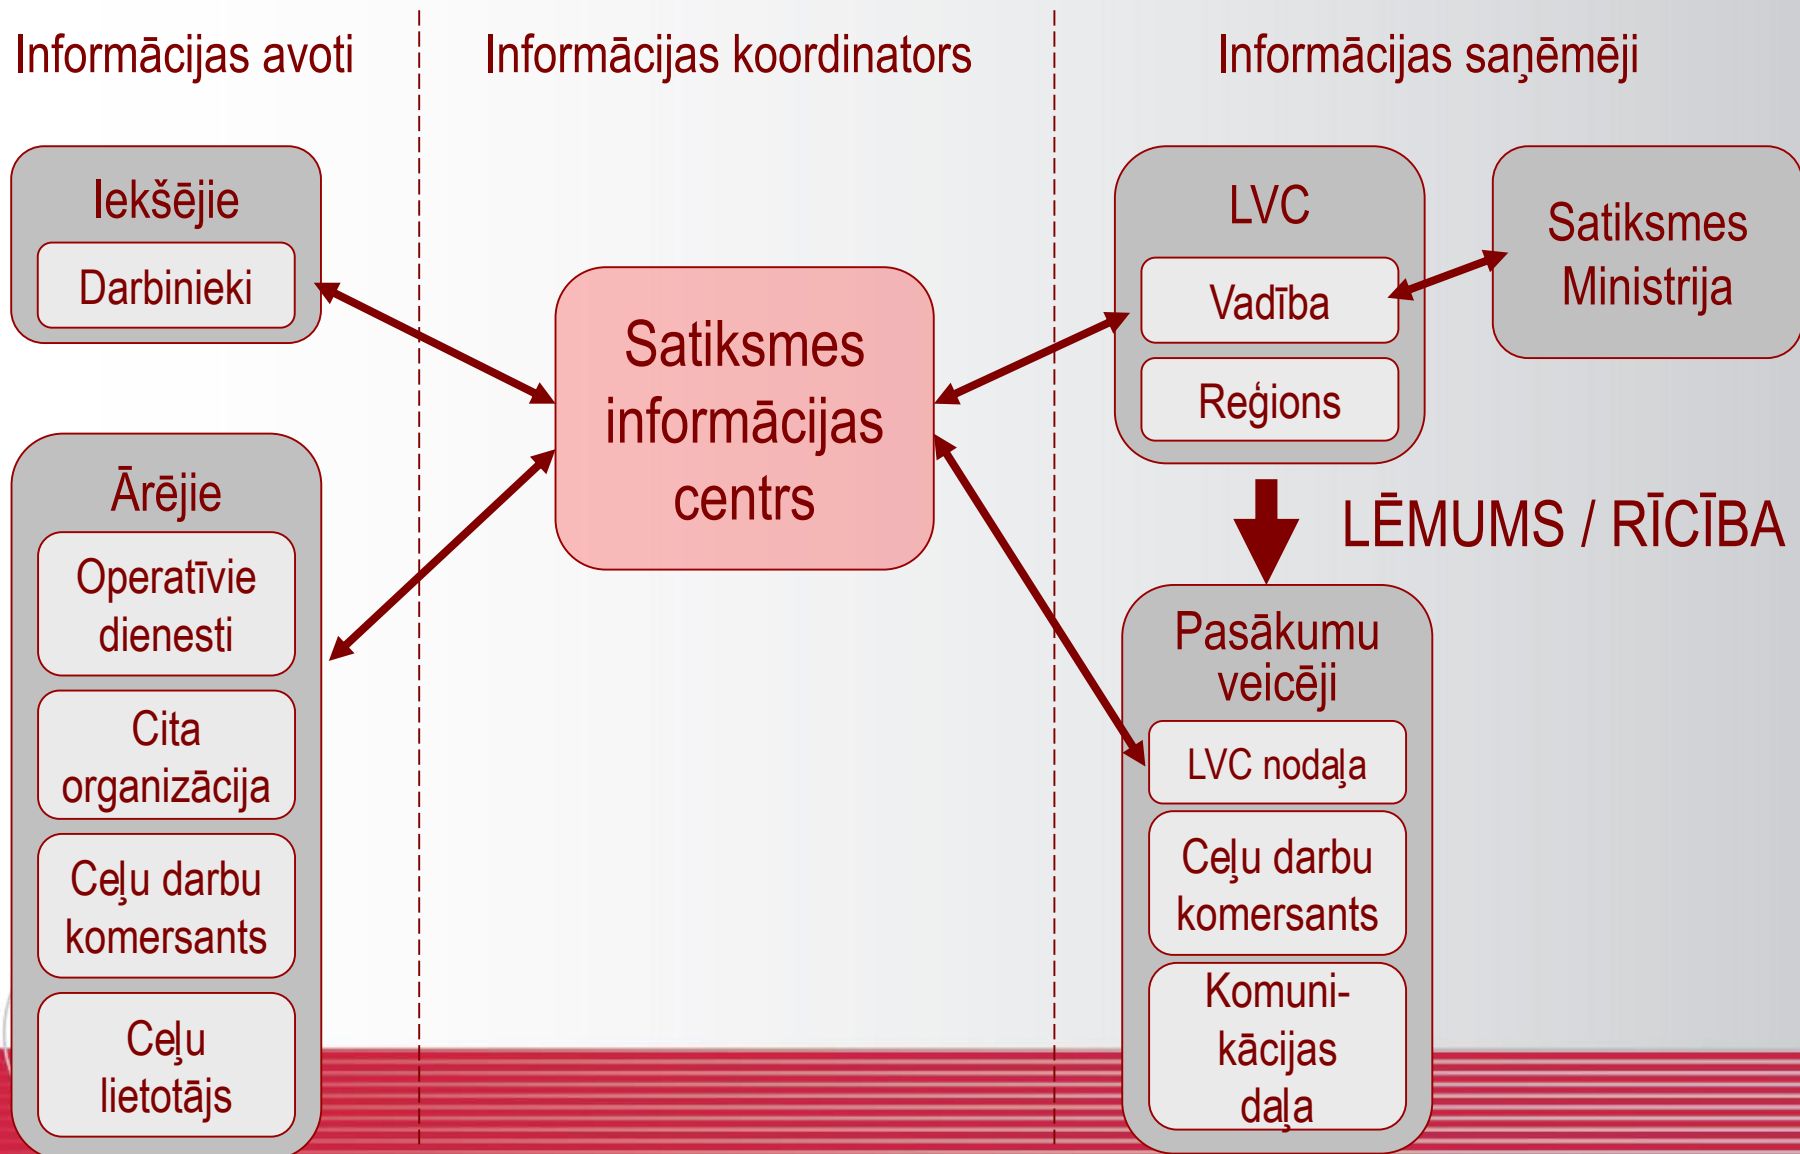 Informācijas avoti
Informācijas koordinators
Informācijas saņēmēji
Iekšējie
Darbinieki
Ārējie
Operatīvie
dienesti
Cita
organizācija
Ceļu darbu
komersants
Ceļu
lietotājs
Satiksmes
informācijas
centrs
LVC
Vadība
Reģions
Satiksmes
Ministrija
LĒMUMS / RĪCĪBA
Pasākumu
veicēji
LVC nodaļa
Ceļu darbu
komersants
Komuni-
kācijas
daļa